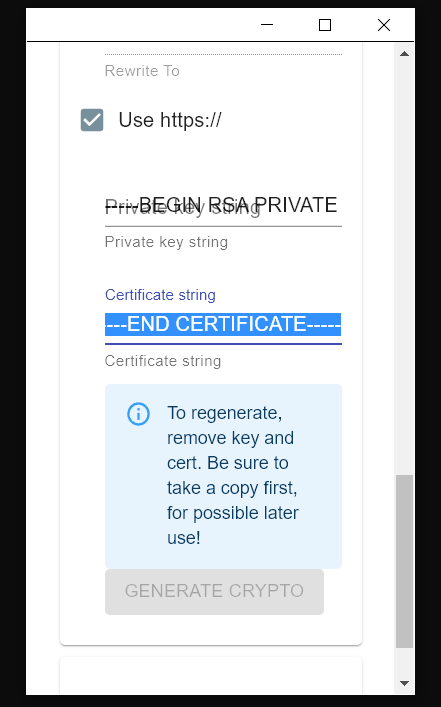 Rewrite To
Use https://
Private key string
-----BEGIN RSA PRIVATE
Private key string
Certificate string
----END CERTIFICATE-----
Certificate string
To regenerate,
remove key and
cert. Be sure to
take a copy first,
for possible later
use!
GENERATE CRYPTO